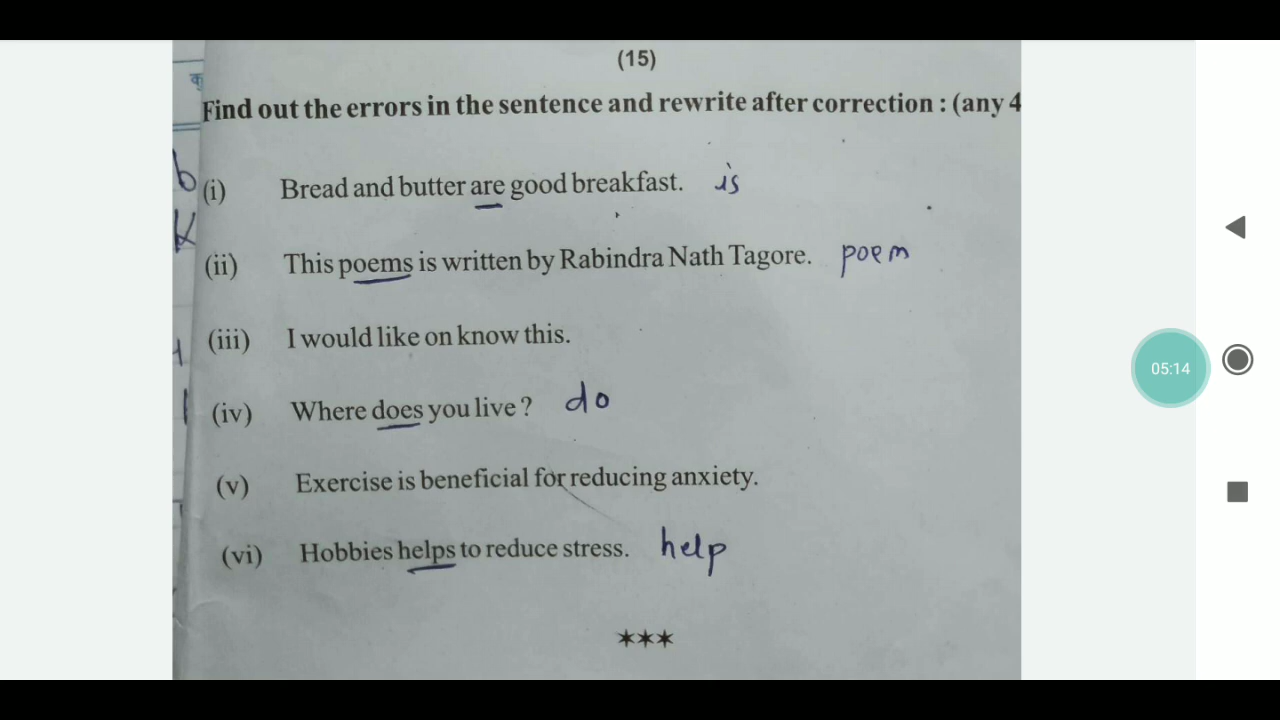 (15)
Find out the errors in the sentence and rewrite after correction : (any 4
(i) Bread and butter are good breakfast. is
(ii) This poems is written by Rabindra Nath Tagore. poem
(iii) I would like on know this.
(iv) Where does you live ? do
05:14
(v) Exercise is beneficial for reducing anxiety.
(vi) Hobbies helps to reduce stress. help
***